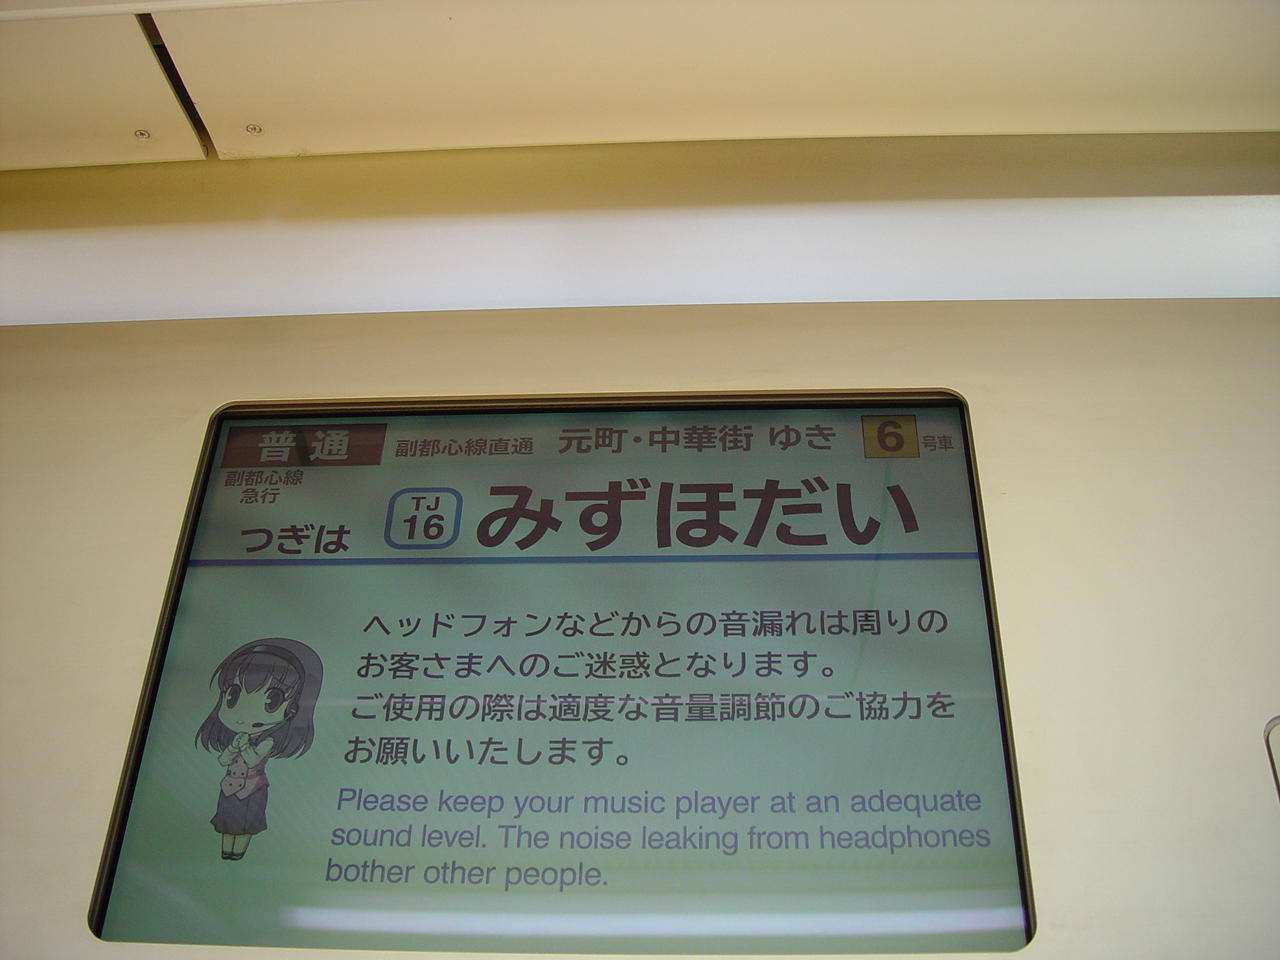 普通 副都心線直通 元町・中華街 ゆき 6 号車
副都心線
急行
つぎは TJ 16 みずほだい
ヘッドフォンなどからの音漏れは周りの
お客さまへのご迷惑となります。
ご使用の際は適度な音量調節のご協力を
お願いいたします。
Please keep your music player at an adequate
sound level. The noise leaking from headphones
bother other people.